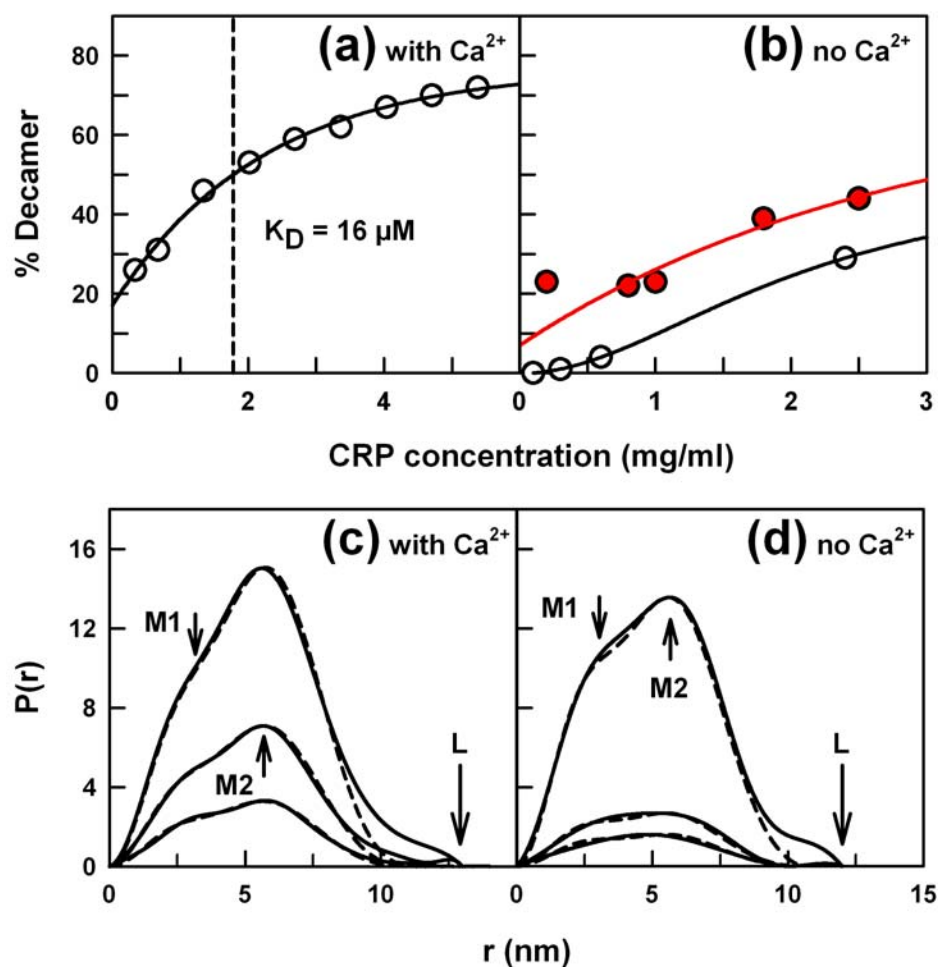 (a) with Ca²⁺
(b) no Ca²⁺
80
60
40
20
0
% Decamer
K_D = 16 µM
0 2 4 0 1 2 3
CRP concentration (mg/ml)
(c) with Ca²⁺
(d) no Ca²⁺
16
12
8
4
0
P(r)
M1
M2
L
M1
M2
L
0 5 10 0 5 10 15
r (nm)